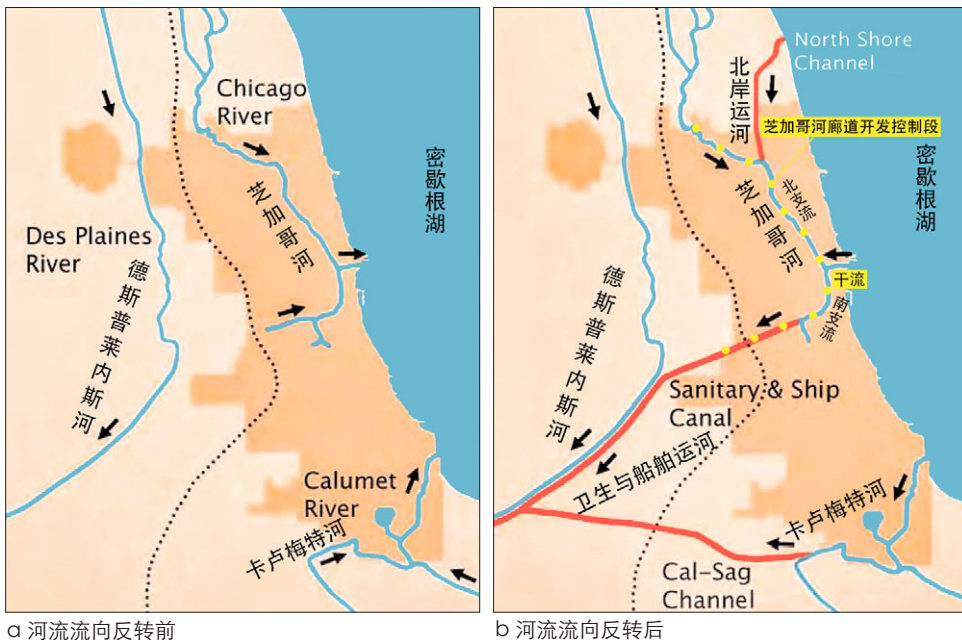 Chicago
River
密歇根湖
芝加哥河
Des Plaines
River
德斯普莱内斯河
Calumet
River
卡卢梅特河
a 河流流向反转前
North Shore
Channel
北岸运河
芝加哥河廊道开发控制段
密歇根湖
北支流
芝加哥河
干流
南支流
德斯普莱内斯河
Sanitary & Ship
Canal
卫生与船舶运河
卡卢梅特河
Cal-Sag
Channel
b 河流流向反转后